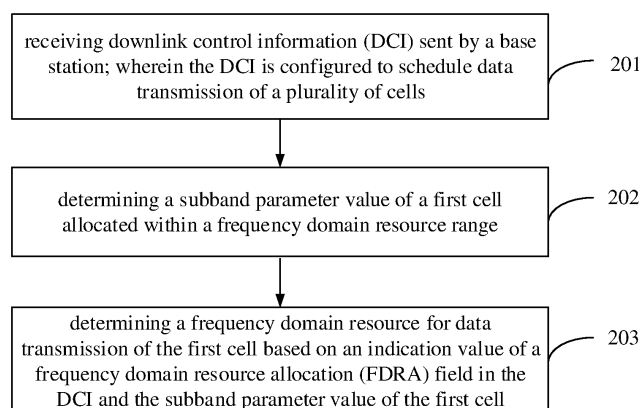 receiving downlink control information (DCI) sent by a base
station; wherein the DCI is configured to schedule data
transmission of a plurality of cells
201
determining a subband parameter value of a first cell
allocated within a frequency domain resource range
202
determining a frequency domain resource for data
transmission of the first cell based on an indication value of a
frequency domain resource allocation (FDRA) field in the
DCI and the subband parameter value of the first cell
203